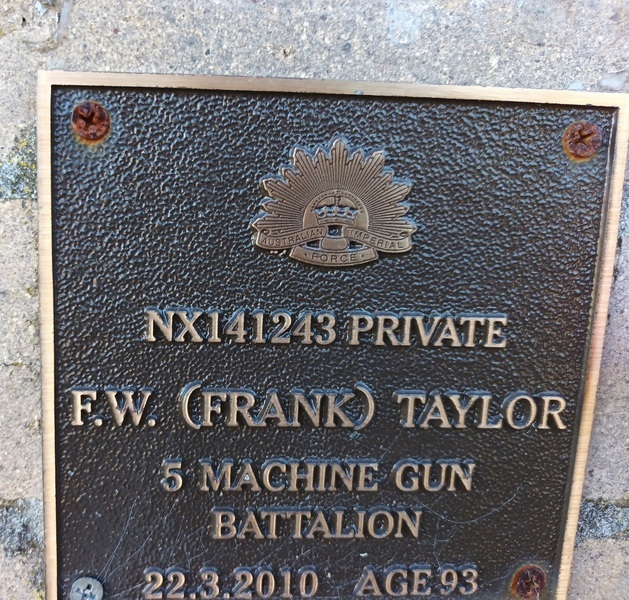 AUSTRALIAN IMPERIAL
FORCE
NX141243 PRIVATE
F.W. (FRANK) TAYLOR
5 MACHINE GUN
BATTALION
22.3.2010 AGE 93